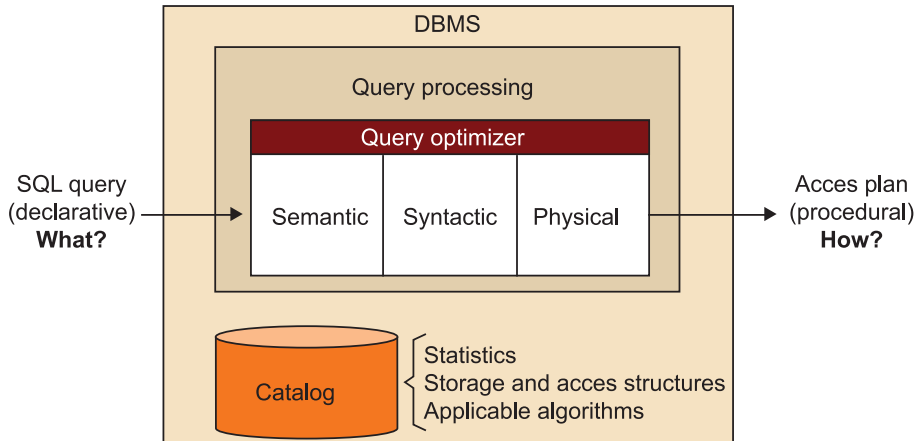 DBMS
Query processing
Query optimizer
SQL query
(declarative)
What?
Semantic
Syntactic
Physical
Acces plan
(procedural)
How?
Catalog
Statistics
Storage and acces structures
Applicable algorithms